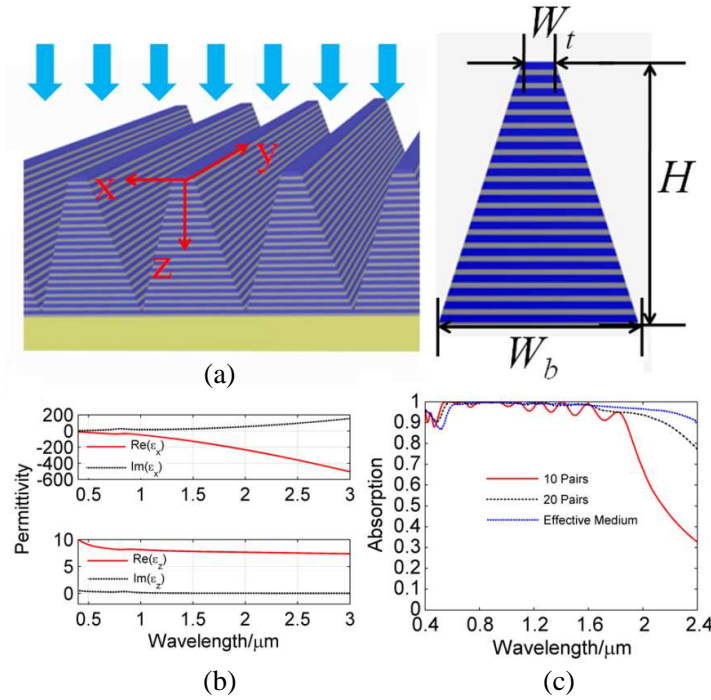 W_t
y
x
z
H
W_b
(a)
200
0
-200
-400
-600
Re(ε_x)
Im(ε_x)
0.5 1 1.5 2 2.5 3
Permittivity
10
5
0
Re(ε_z)
Im(ε_z)
0.5 1 1.5 2 2.5 3
Wavelength/μm
(b)
1
0.9
0.8
0.7
0.6
0.5
0.4
0.3
0.2
0.1
0
Absorption
10 Pairs
20 Pairs
Effective Medium
0.4 0.8 1.2 1.6 2 2.4
Wavelength/μm
(c)